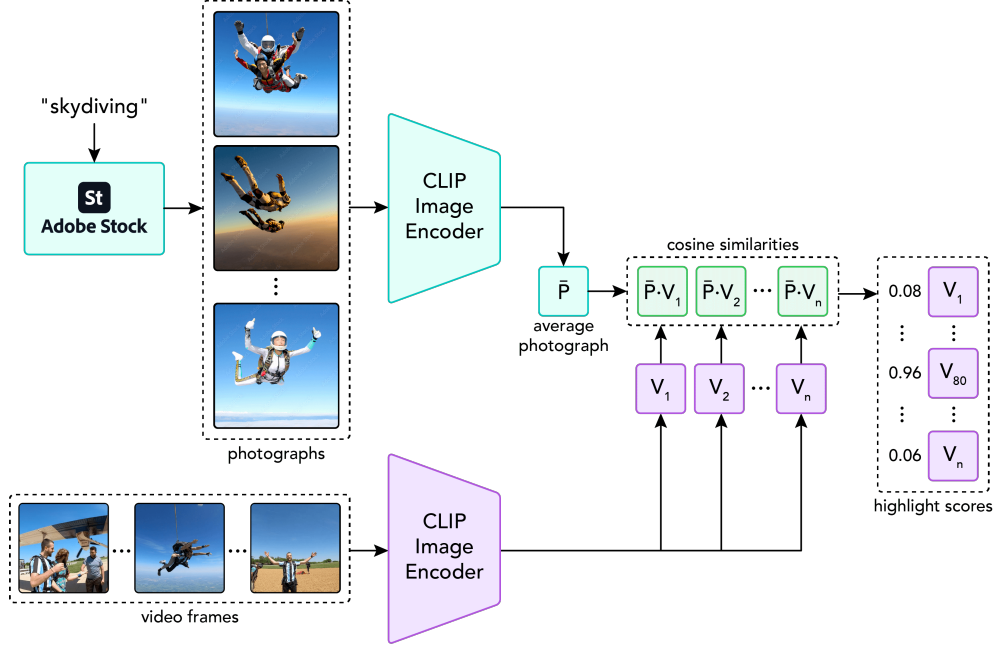 "skydiving"
St
Adobe Stock
photographs
CLIP
Image
Encoder
P̄
average
photograph
cosine similarities
P̄·V1
P̄·V2
...
P̄·Vn
V1
V2
...
Vn
0.08 V1
0.96 V80
0.06 Vn
highlight scores
video frames
CLIP
Image
Encoder